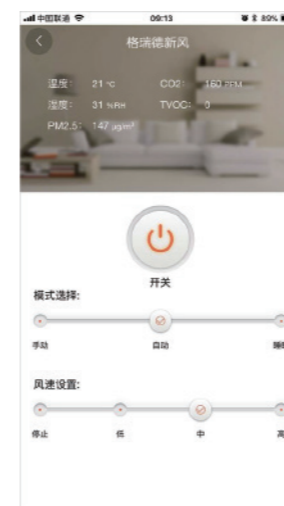 中国联通 09:13 89%
格瑞德新风
温度: 21 ℃ CO2: 160 PPM
湿度: 31 %RH TVOC: 0
PM2.5: 147 μg/m³
开关
模式选择:
手动 自动
风速设置:
停止 低 中 高